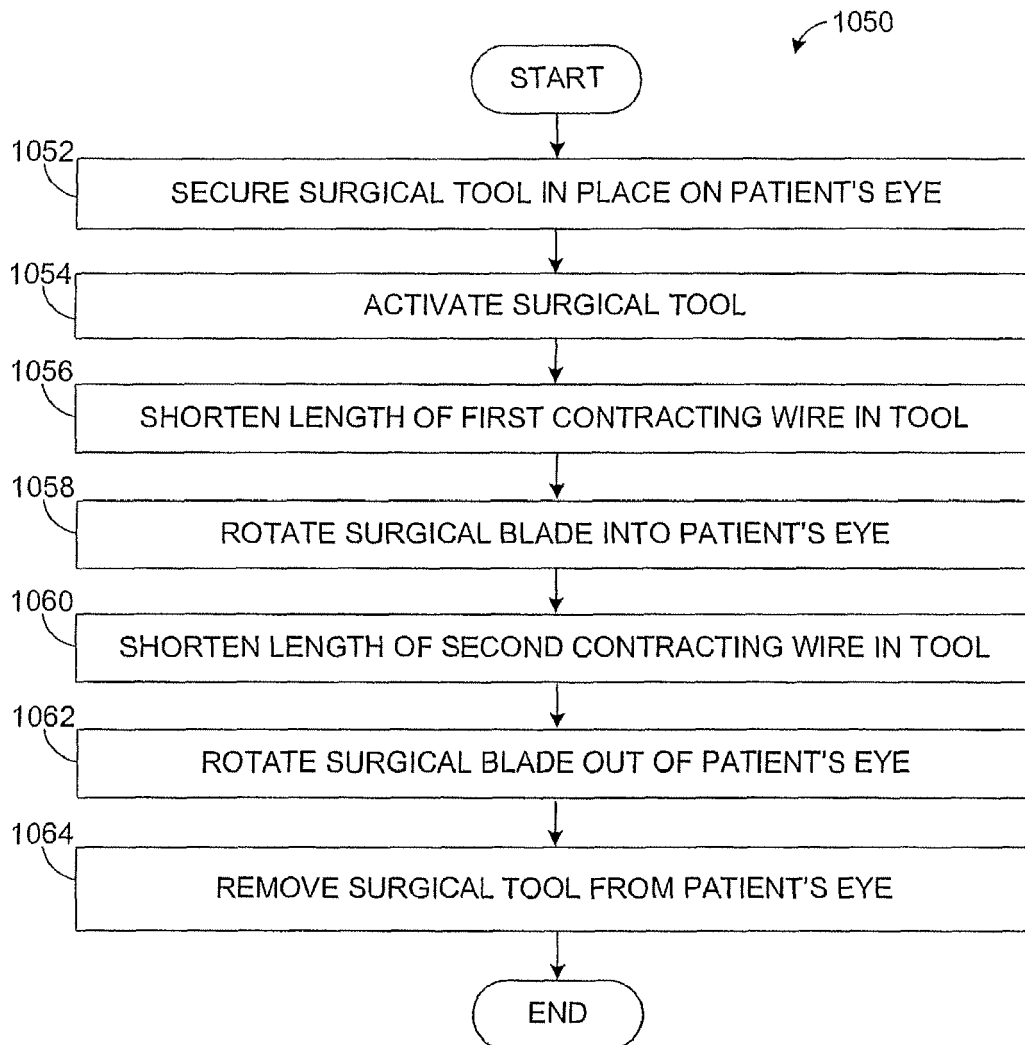 1050
START
1052
SECURE SURGICAL TOOL IN PLACE ON PATIENT'S EYE
1054
ACTIVATE SURGICAL TOOL
1056
SHORTEN LENGTH OF FIRST CONTRACTING WIRE IN TOOL
1058
ROTATE SURGICAL BLADE INTO PATIENT'S EYE
1060
SHORTEN LENGTH OF SECOND CONTRACTING WIRE IN TOOL
1062
ROTATE SURGICAL BLADE OUT OF PATIENT'S EYE
1064
REMOVE SURGICAL TOOL FROM PATIENT'S EYE
END